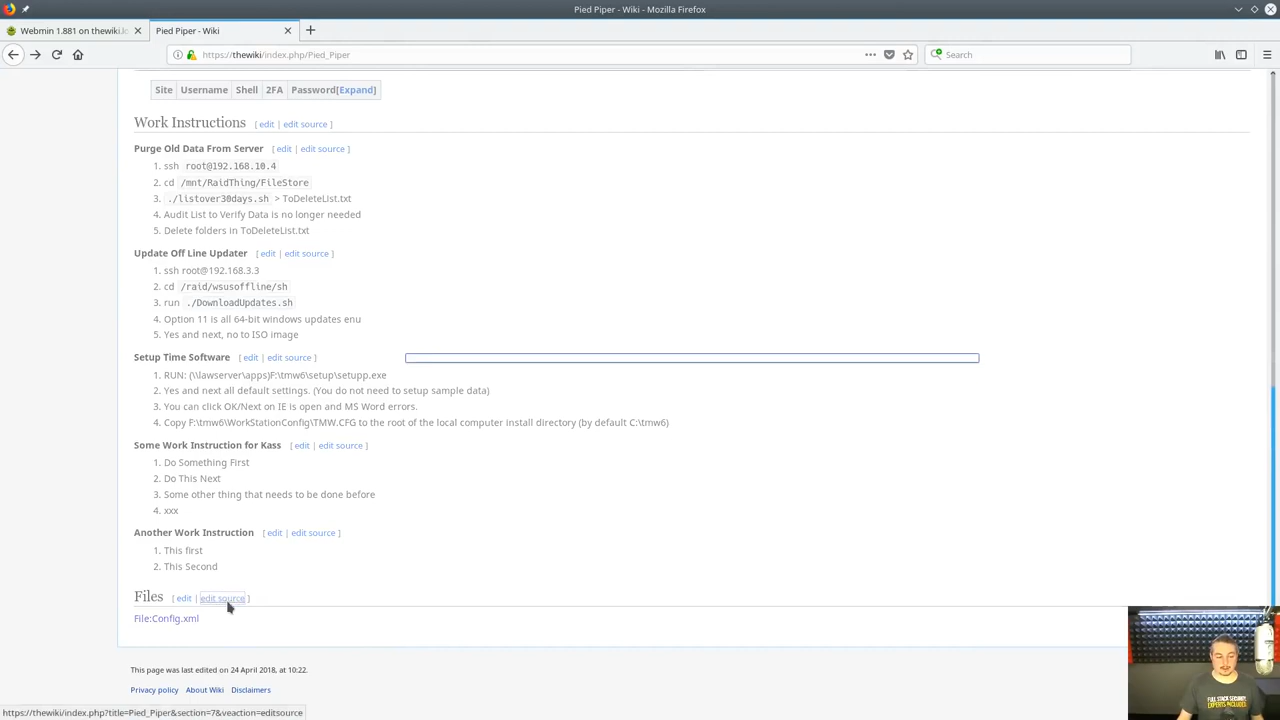 Pied Piper - Wiki - Mozilla Firefox
Webmin 1.881 on thewiki.lo
Pied Piper - Wiki
https://thewiki/index.php/Pied_Piper
Search
Site Username Shell 2FA Password[Expand]
Work Instructions [ edit | edit source ]
Purge Old Data From Server [ edit | edit source ]
1. ssh root@192.168.10.4
2. cd /mnt/RaidThing/FileStore
3. ./listover30days.sh > ToDeleteList.txt
4. Audit List to Verify Data is no longer needed
5. Delete folders in ToDeleteList.txt
Update Off Line Updater [ edit | edit source ]
1. ssh root@192.168.3.3
2. cd /raid/wsusoffline/sh
3. run ./DownloadUpdates.sh
4. Option 11 is all 64-bit windows updates enu
5. Yes and next, no to ISO image
Setup Time Software [ edit | edit source ]
1. RUN: (\\lawserver\apps)F:\tmw6\setup\setupp.exe
2. Yes and next all default settings. (You do not need to setup sample data)
3. You can click OK/Next on IE is open and MS Word errors.
4. Copy F:\tmw6\WorkStationConfig\TMW.CFG to the root of the local computer install directory (by default C:\tmw6)
Some Work Instruction for Kass [ edit | edit source ]
1. Do Something First
2. Do This Next
3. Some other thing that needs to be done before
4. xxx
Another Work Instruction [ edit | edit source ]
1. This first
2. This Second
Files [ edit | edit source ]
File:Config.xml
This page was last edited on 24 April 2018, at 10:22.
Privacy policy About Wiki Disclaimers
https://thewiki/index.php?title=Pied_Piper&section=7&veaction=editsource
FULL STACK SECURITY
EXPERTS INCLUDED